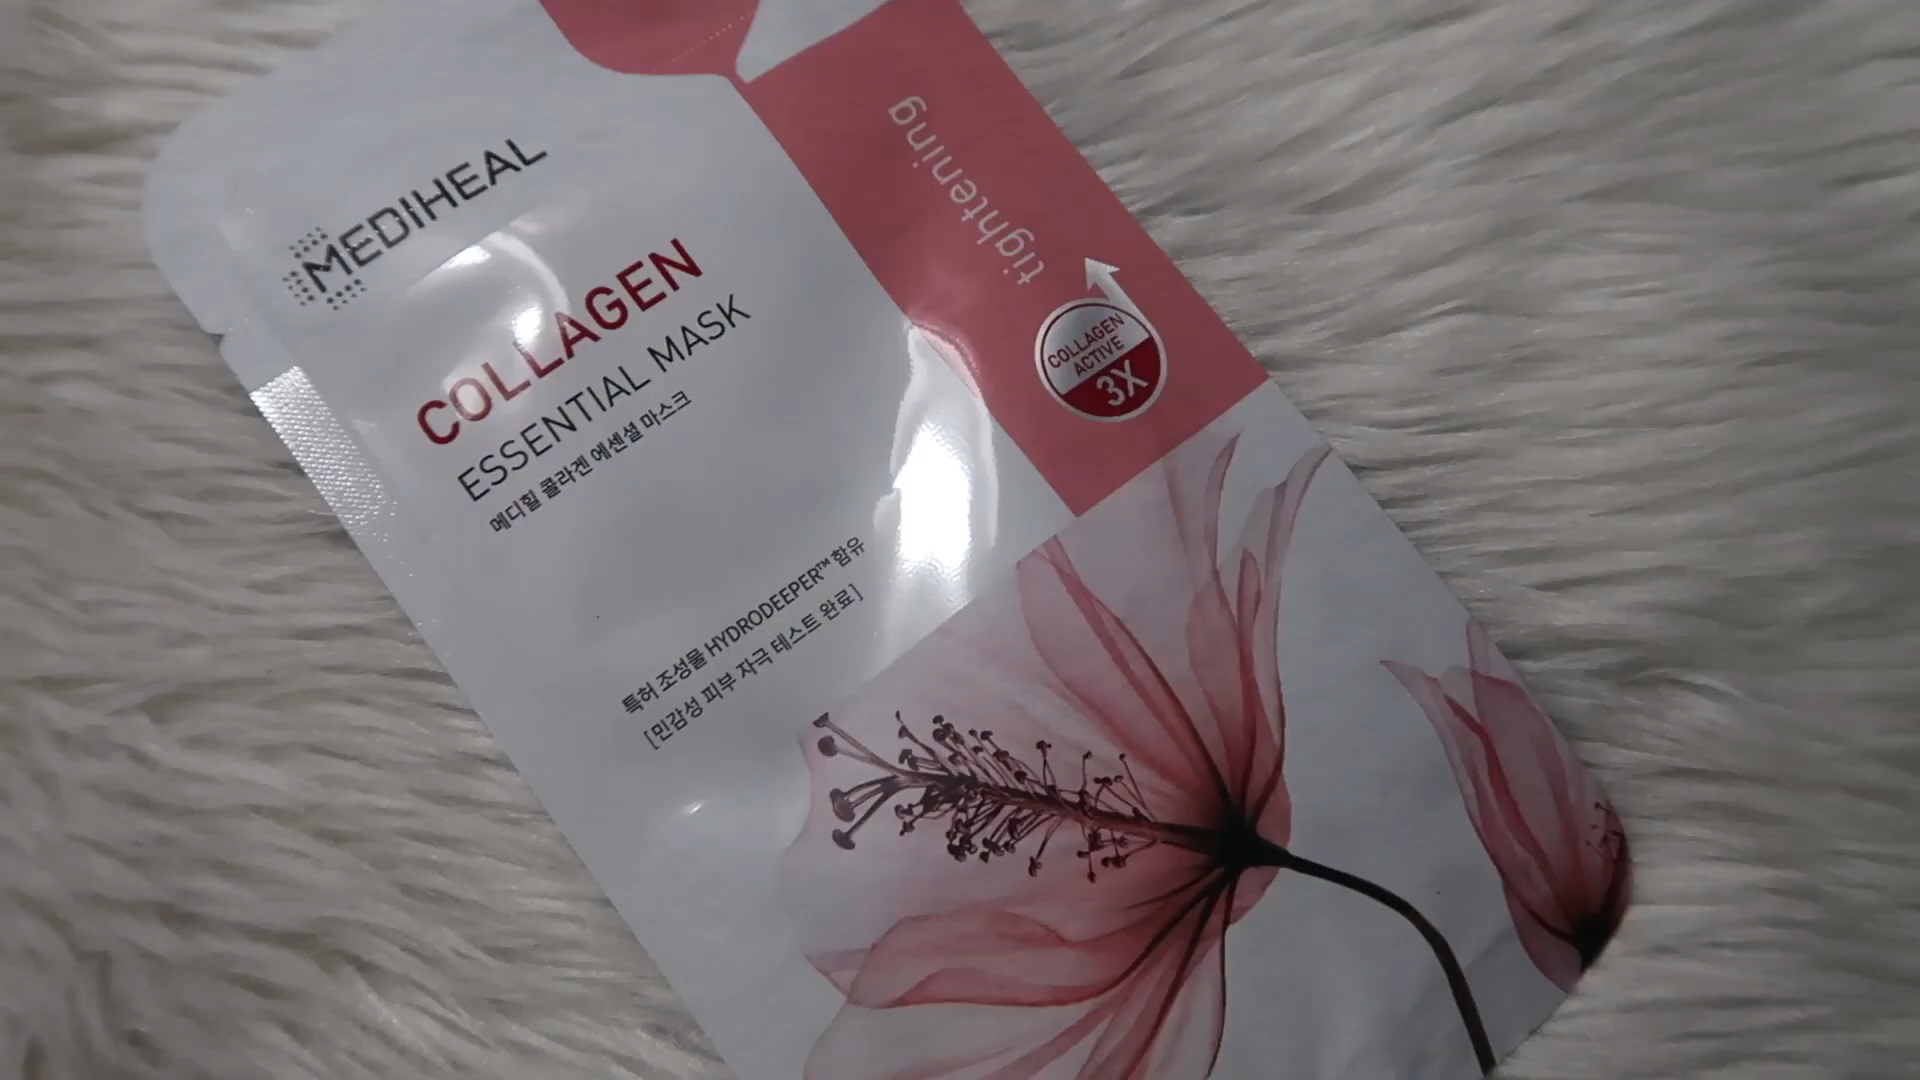 MEDIHEAL
COLLAGEN
ESSENTIAL MASK
메디힐 콜라겐 에센셜 마스크
특허 조성물 HYDRODEEPER™ 함유
[민감성 피부 자극 테스트 완료]
tightening
COLLAGEN
ACTIVE
3X